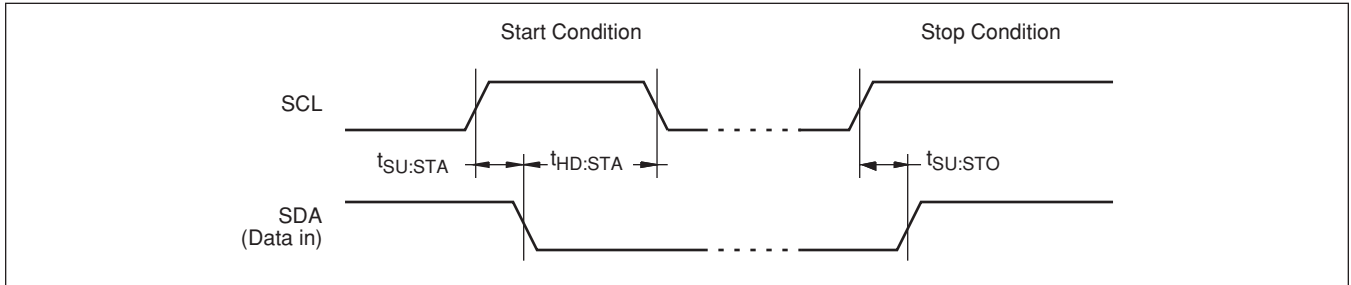 Start Condition
Stop Condition
SCL
tSU:STA
tHD:STA
tSU:STO
SDA
(Data in)